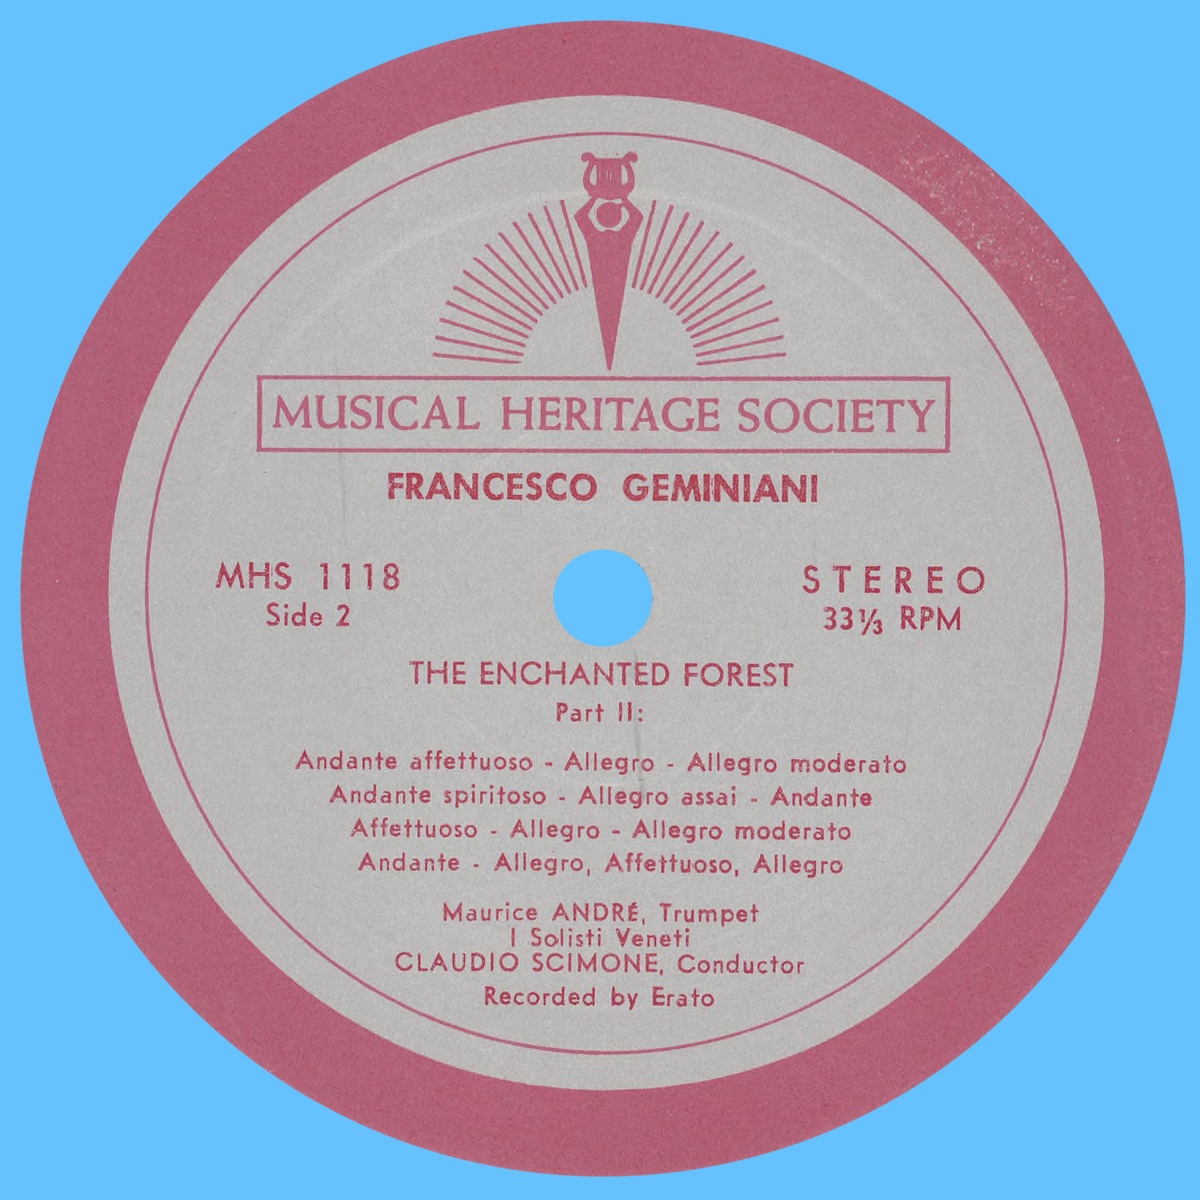 MUSICAL HERITAGE SOCIETY
FRANCESCO GEMINIANI
MHS 1118
Side 2
STEREO
33 1/3 RPM
THE ENCHANTED FOREST
Part II:
Andante affettuoso - Allegro - Allegro moderato
Andante spiritoso - Allegro assai - Andante
Affettuoso - Allegro - Allegro moderato
Andante - Allegro, Affettuoso, Allegro
Maurice ANDRÉ, Trumpet
I Solisti Veneti
CLAUDIO SCIMONE, Conductor
Recorded by Erato